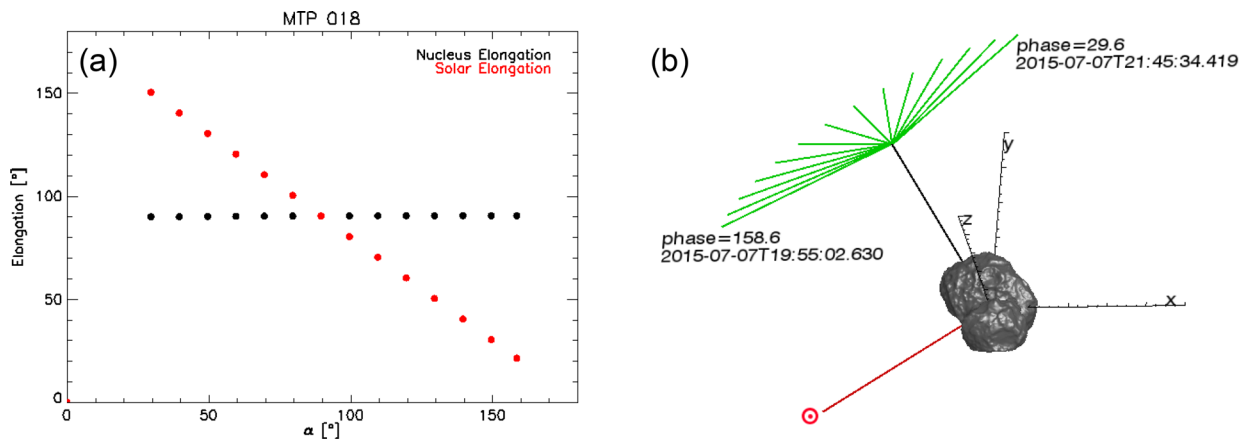 MTP 018
(a)
Nucleus Elongation
Solar Elongation
150
100
50
0
Elongation [°]
0
50
100
150
α [°]
(b)
phase=29.6
2015-07-07T21:45:34.419
y
z
x
phase=158.6
2015-07-07T19:55:02.630